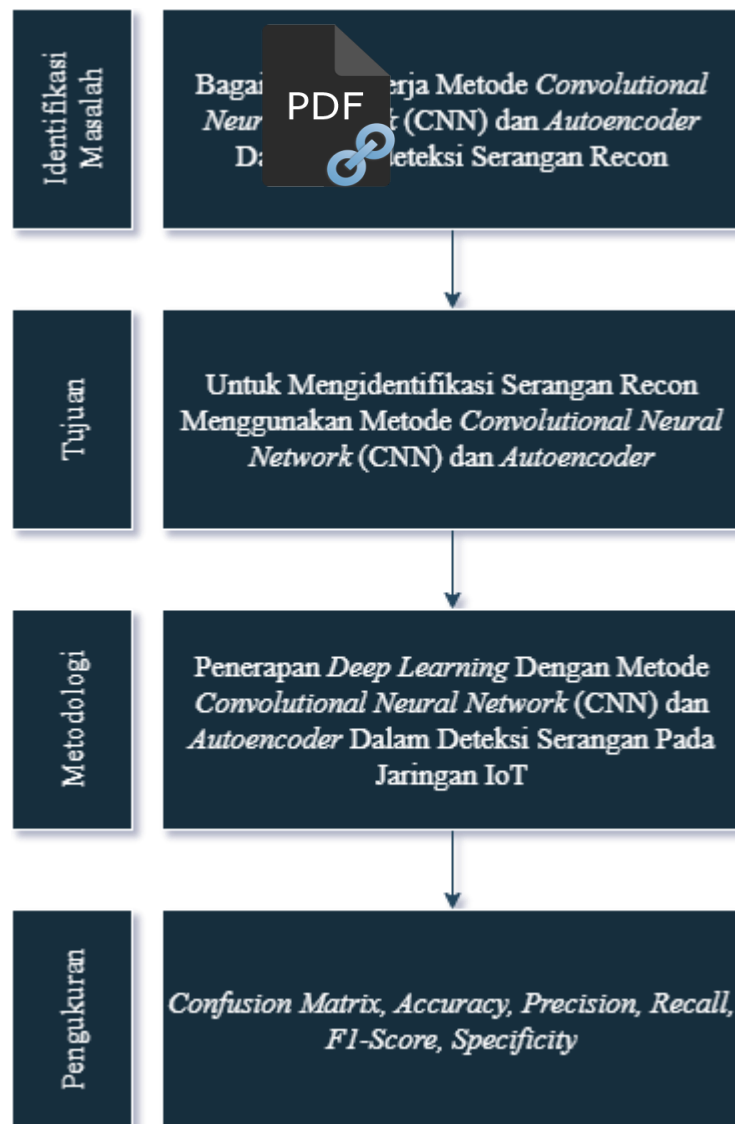 Identifikasi
Masalah
Bagai erja Metode Convolutional
Neur k (CNN) dan Autoencoder
Da eteksi Serangan Recon
PDF
Tujuan
Untuk Mengidentifikasi Serangan Recon
Menggunakan Metode Convolutional Neural
Network (CNN) dan Autoencoder
Metodologi
Penerapan Deep Learning Dengan Metode
Convolutional Neural Network (CNN) dan
Autoencoder Dalam Deteksi Serangan Pada
Jaringan IoT
Pengukuran
Confusion Matrix, Accuracy, Precision, Recall,
F1-Score, Specificity